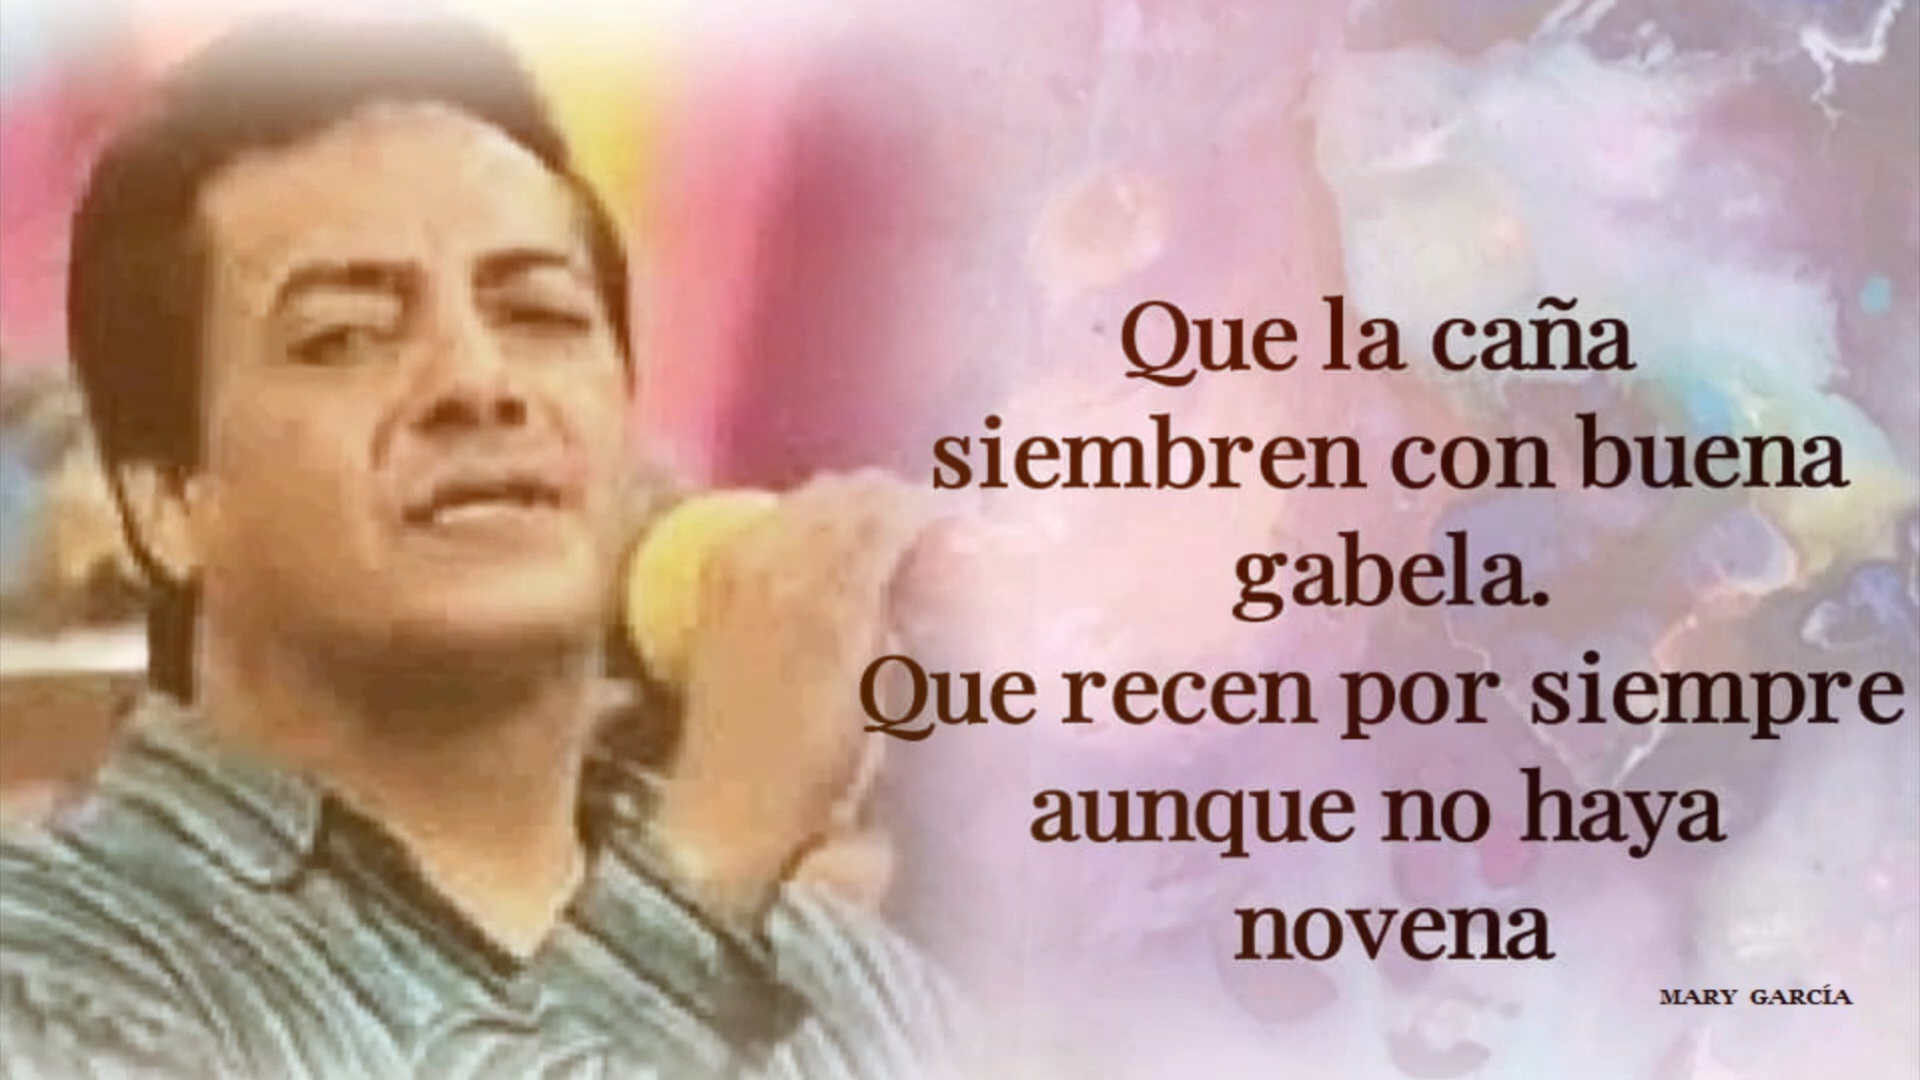 Que la caña
siembren con buena
gabela.
Que recen por siempre
aunque no haya
novena
MARY GARCÍA